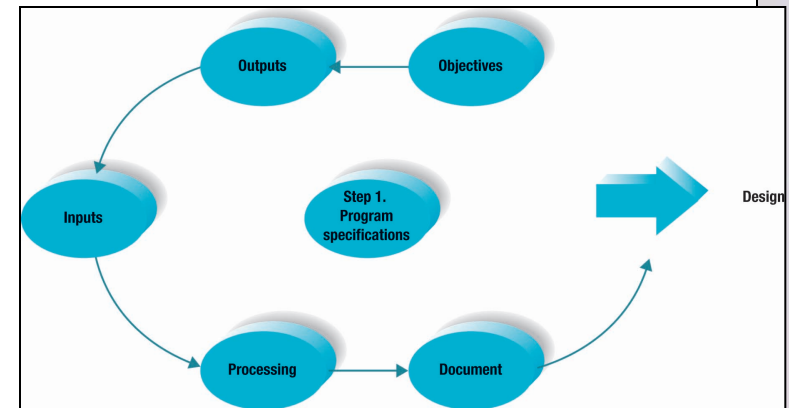 Outputs
Objectives
Step 1.
Program
specifications
Design
Inputs
Processing
Document